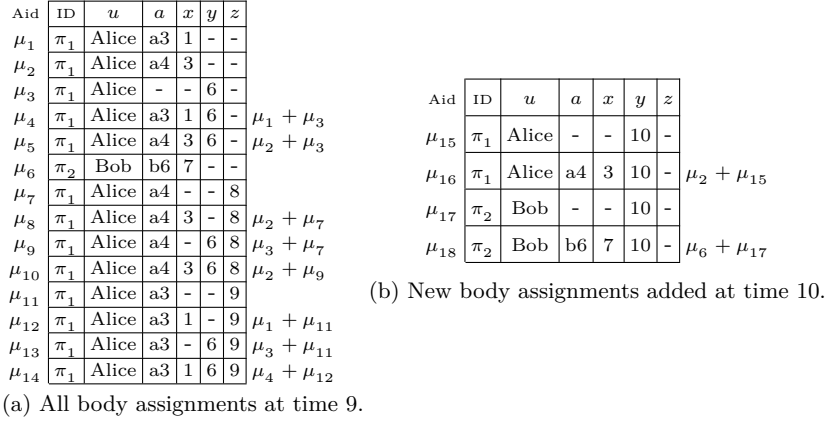 Aid ID u a x y z
μ1 π1 Alice a3 1 - -
μ2 π1 Alice a4 3 - -
μ3 π1 Alice - - 6 -
μ4 π1 Alice a3 1 6 - μ1 + μ3
μ5 π1 Alice a4 3 6 - μ2 + μ3
μ6 π2 Bob b6 7 - -
μ7 π1 Alice a4 - - 8
μ8 π1 Alice a4 3 - 8 μ2 + μ7
μ9 π1 Alice a4 - 6 8 μ3 + μ7
μ10 π1 Alice a4 3 6 8 μ2 + μ9
μ11 π1 Alice a3 - - 9
μ12 π1 Alice a3 1 - 9 μ1 + μ11
μ13 π1 Alice a3 - 6 9 μ3 + μ11
μ14 π1 Alice a3 1 6 9 μ4 + μ12
(a) All body assignments at time 9.
Aid ID u a x y z
μ15 π1 Alice - - 10 -
μ16 π1 Alice a4 3 10 - μ2 + μ15
μ17 π2 Bob - - 10 -
μ18 π2 Bob b6 7 10 - μ6 + μ17
(b) New body assignments added at time 10.